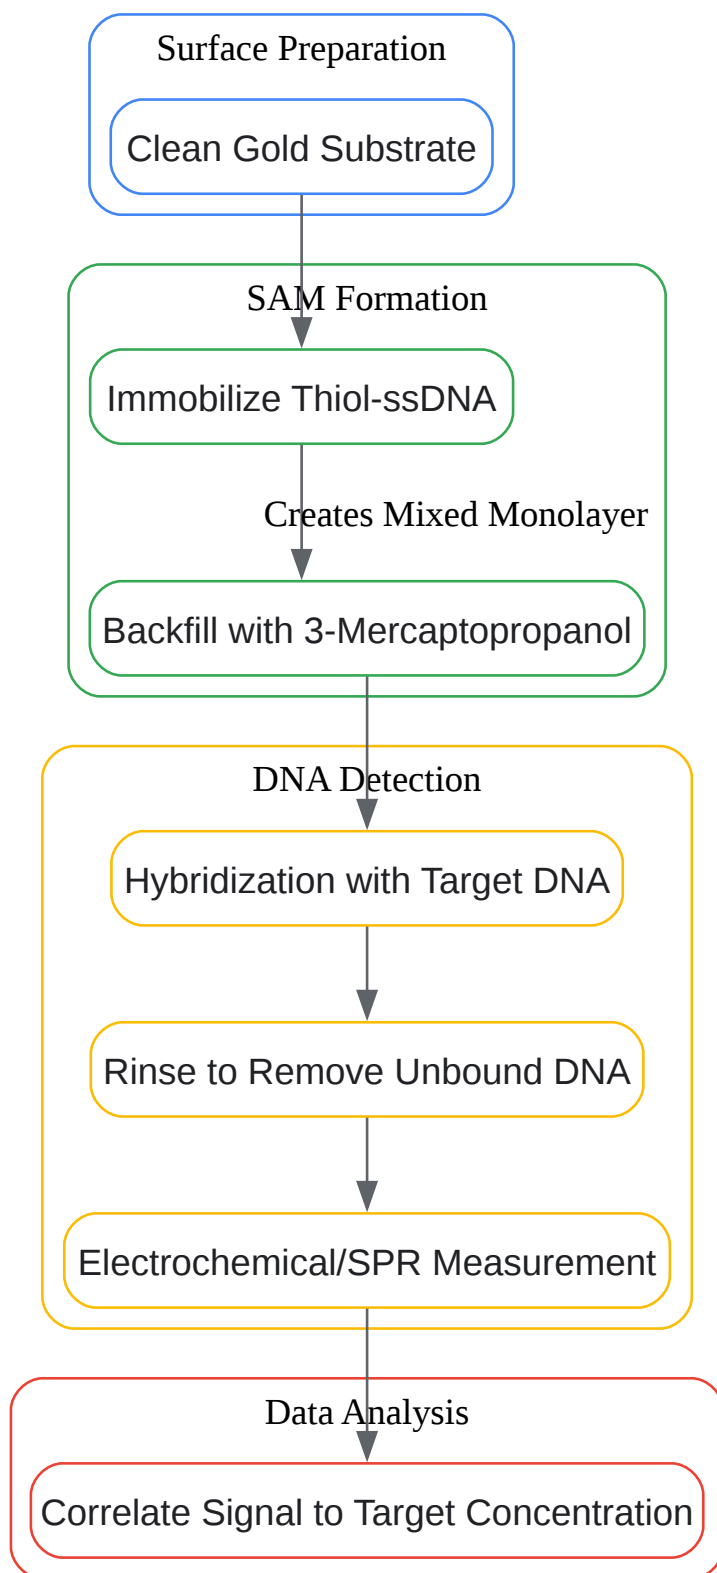 Surface Preparation
Clean Gold Substrate
SAM Formation
Immobilize Thiol-ssDNA
Creates Mixed Monolayer
Backfill with 3-Mercaptopropanol
DNA Detection
Hybridization with Target DNA
Rinse to Remove Unbound DNA
Electrochemical/SPR Measurement
Data Analysis
Correlate Signal to Target Concentration